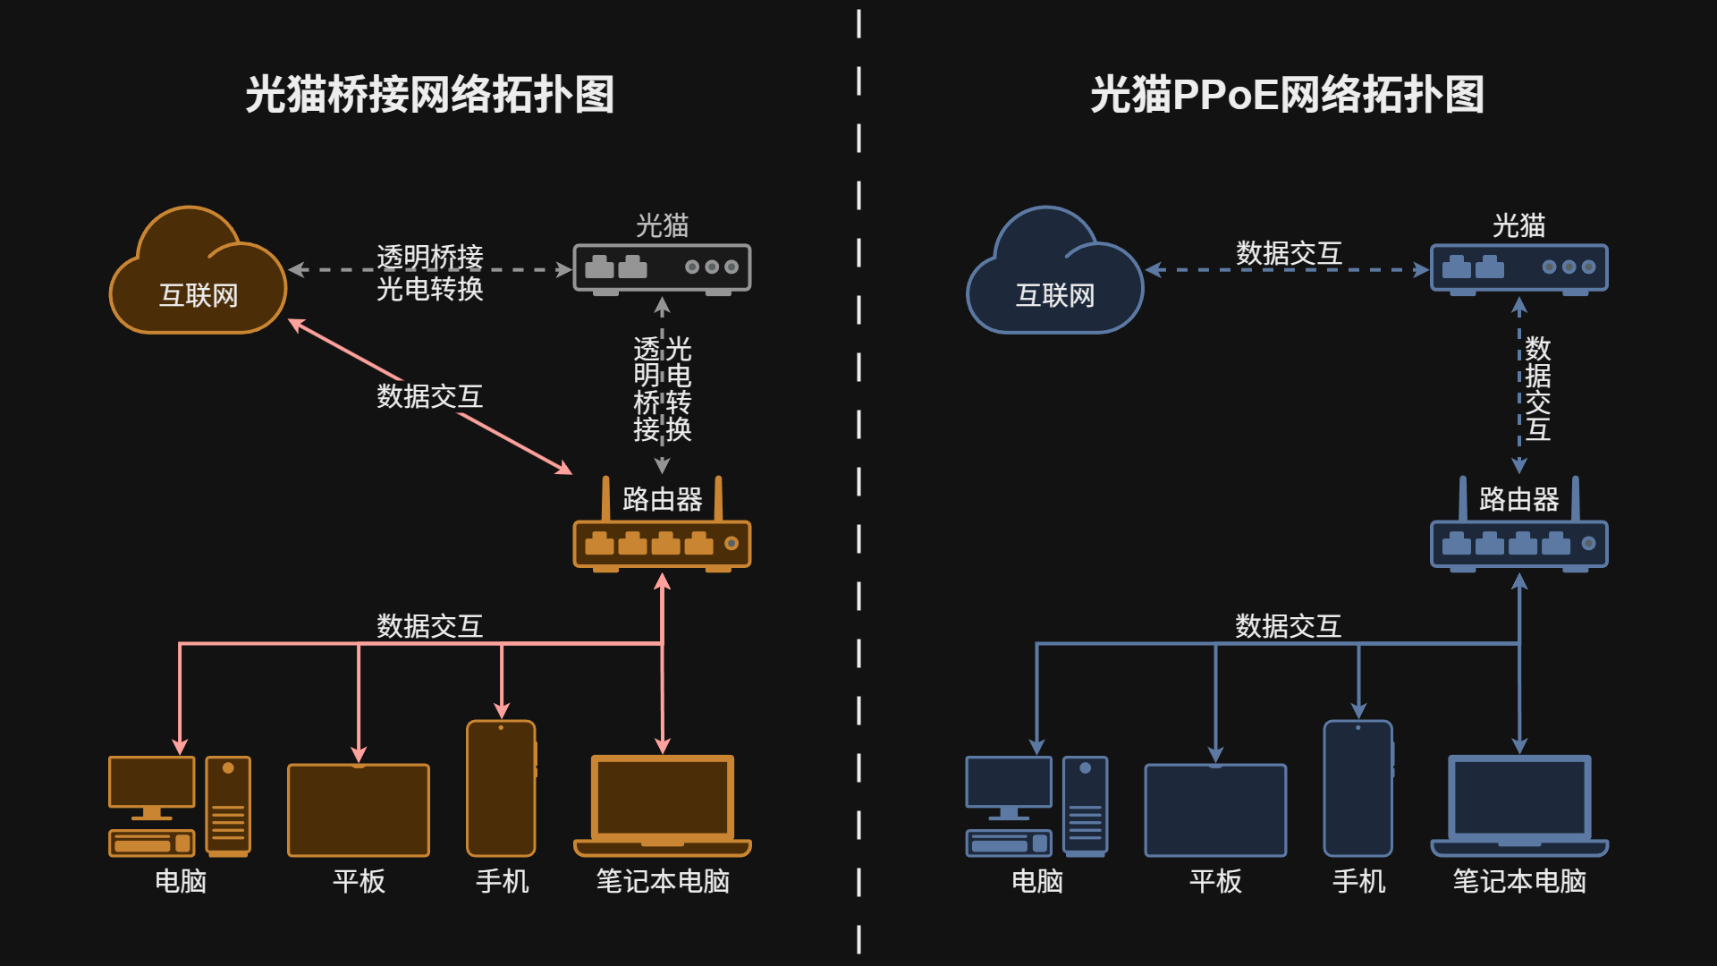 光猫桥接网络拓扑图
光猫
透明桥接
光电转换
互联网
透明桥接
光电转换
数据交互
路由器
数据交互
电脑
平板
手机
笔记本电脑
光猫PPoE网络拓扑图
光猫
数据交互
互联网
数据交互
路由器
数据交互
电脑
平板
手机
笔记本电脑